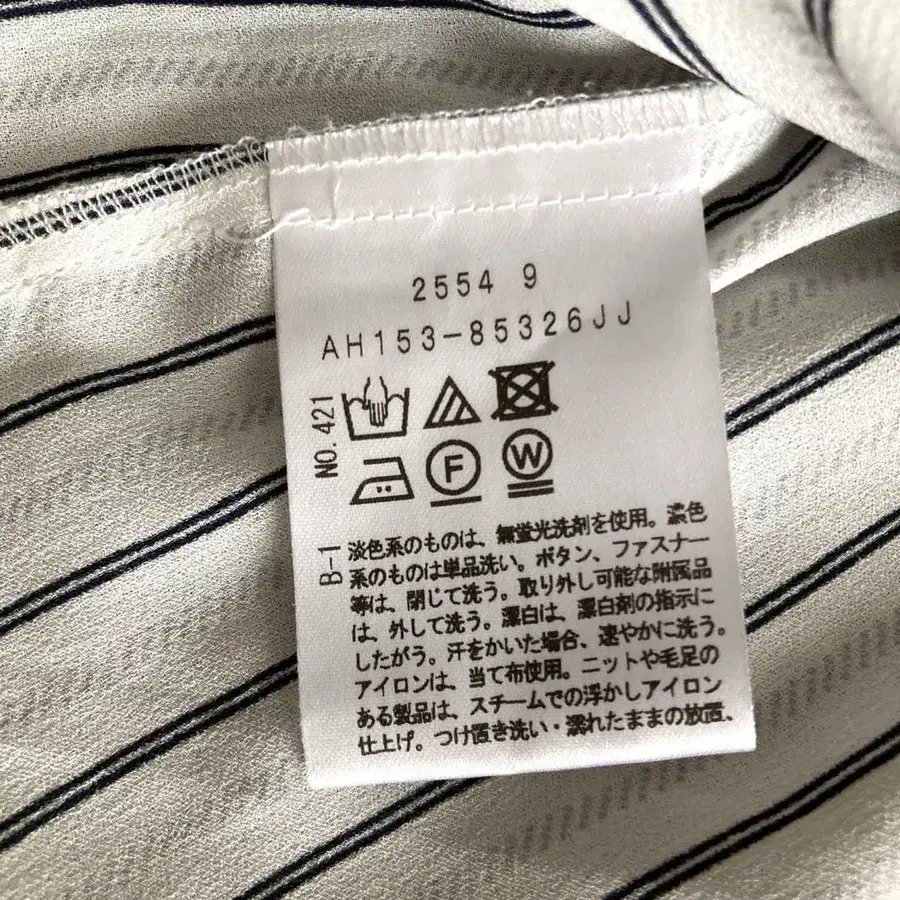 2554 9
AH153-85326JJ
NO.421
F
W
B-1
淡色系のものは、無蛍光洗剤を使用。濃色
系のものは単品洗い。ボタン、ファスナー
等は、閉じて洗う。取り外し可能な附属品
は、外して洗う。漂白は、漂白剤の指示に
したがう。汗をかいた場合、速やかに洗う。
アイロンは、当て布使用。ニットや毛足の
ある製品は、スチームでの浮かしアイロン
仕上げ。つけ置き洗い・濡れたままの放置、